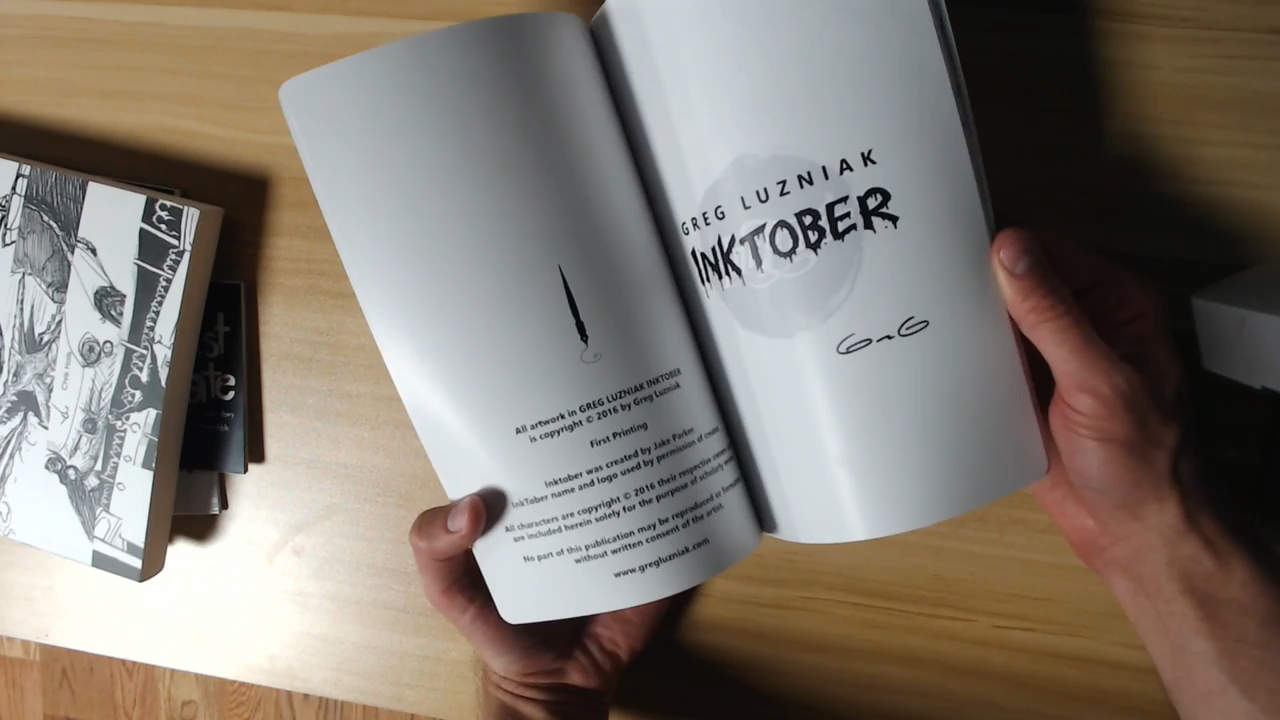 All artwork in GREG LUZNIAK INKTOBER
is copyright © 2016 by Greg Luzniak
First Printing
Inktober was created by Jake Parker
InkTober name and logo used by permission of
All characters are copyright © 2016 their respective
are included herein solely for the purpose of scholarly
No part of this publication may be reproduced or
without written consent of the artist.
www.gregluzniak.com
GREG LUZNIAK
INKTOBER